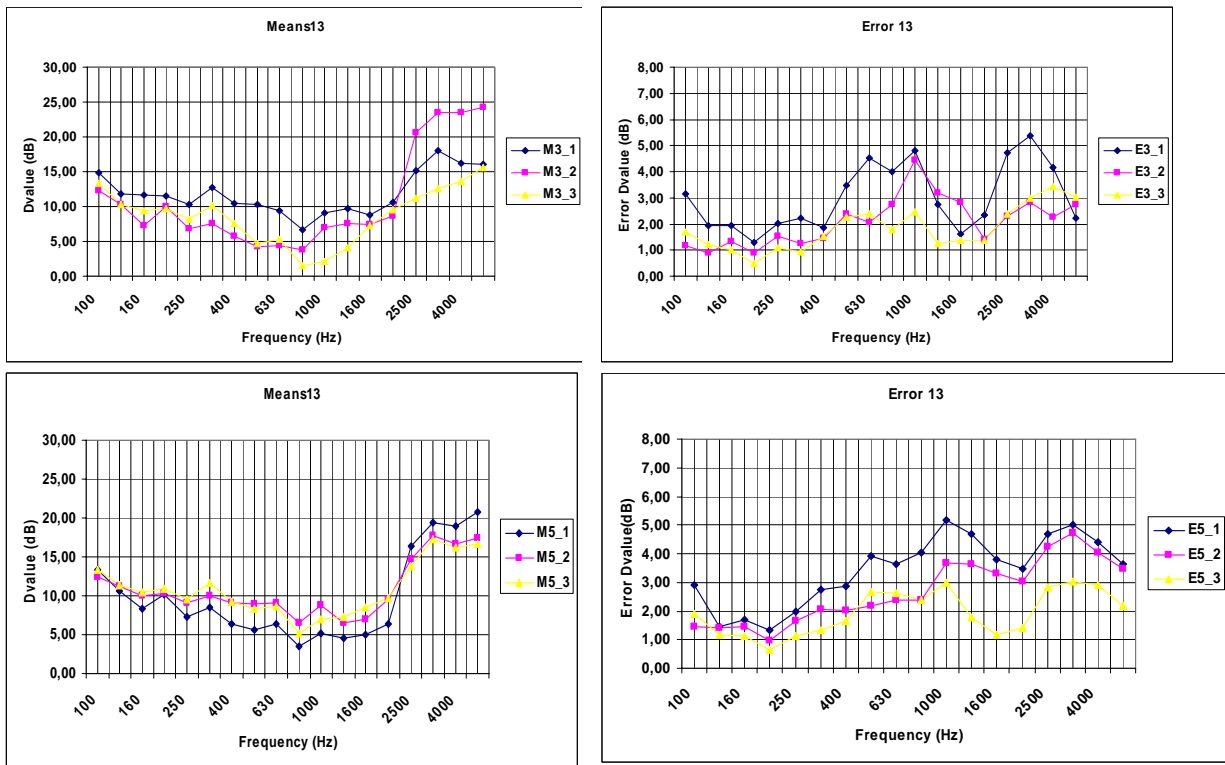 Means13
30,00
25,00
20,00
15,00
10,00
5,00
0,00
Dvalue (dB)
100
160
250
400
630
1000
1600
2500
4000
Frequency (Hz)
M3_1
M3_2
M3_3
Error 13
8,00
7,00
6,00
5,00
4,00
3,00
2,00
1,00
0,00
Error Dvalue (dB)
100
160
250
400
630
1000
1600
2500
4000
Frequency (Hz)
E3_1
E3_2
E3_3
Means13
30,00
25,00
20,00
15,00
10,00
5,00
0,00
Dvalue (dB)
100
160
250
400
630
1000
1600
2500
4000
Frequency (Hz)
M5_1
M5_2
M5_3
Error 13
8,00
7,00
6,00
5,00
4,00
3,00
2,00
1,00
0,00
Error Dvalue(dB)
100
160
250
400
630
1000
1600
2500
4000
Frequency (Hz)
E5_1
E5_2
E5_3